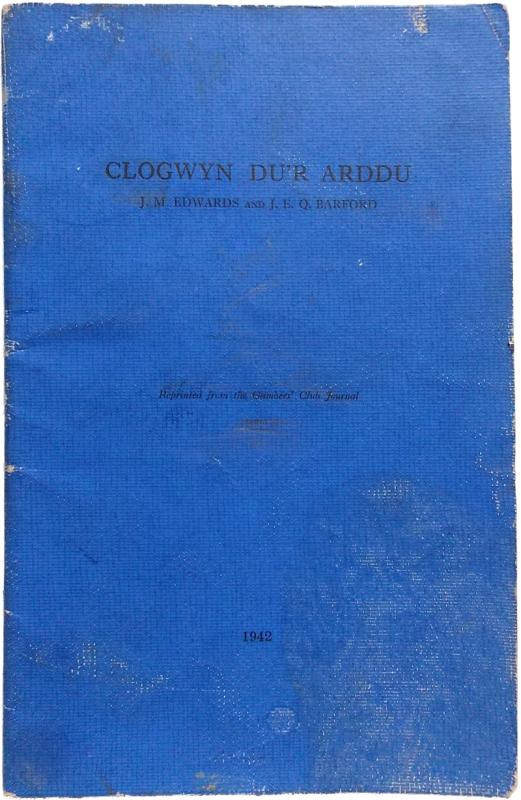 CLOGWYN DU'R ARDDU
J. M. EDWARDS AND J. E. Q. BARFORD
Reprinted from the Climbers' Club Journal
1942